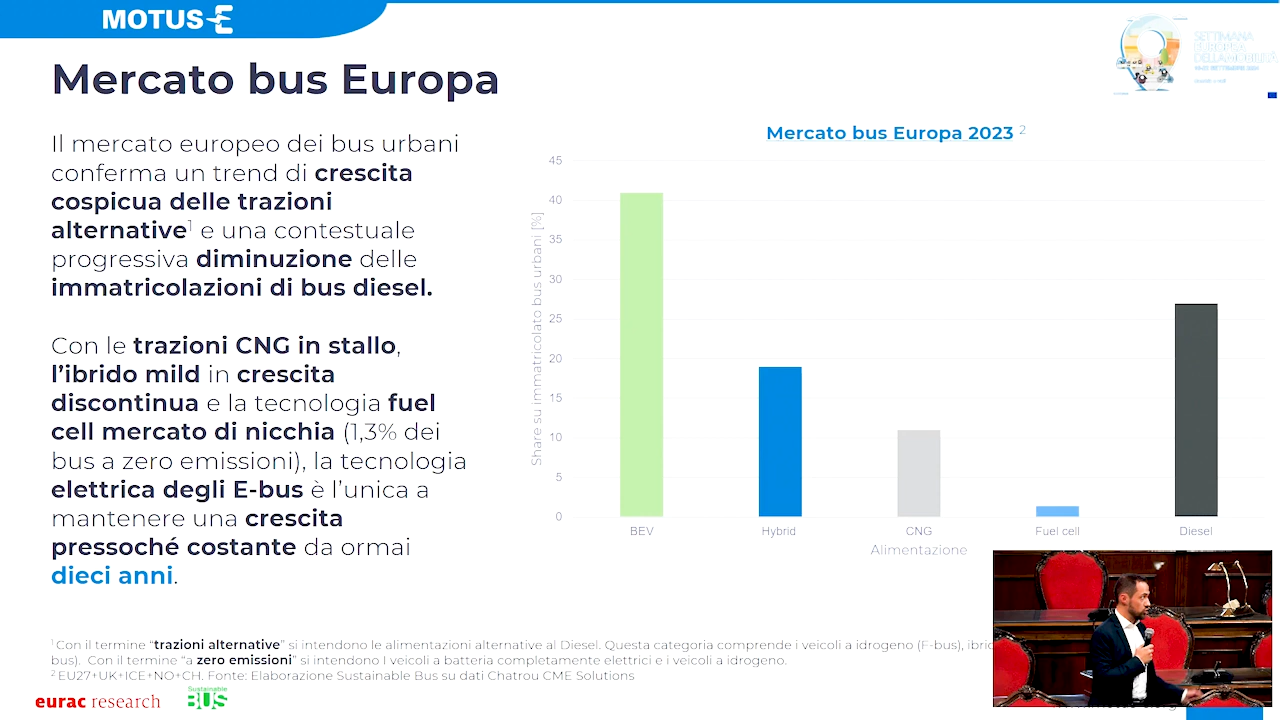 MOTUS E
SETTIMANA
EUROPEA
DELLA MOBILITÀ
Mercato bus Europa
Il mercato europeo dei bus urbani
conferma un trend di crescita
cospicua delle trazioni
alternative1 e una contestuale
progressiva diminuzione delle
immatricolazioni di bus diesel.
Con le trazioni CNG in stallo,
l’ibrido mild in crescita
discontinua e la tecnologia fuel
cell mercato di nicchia (1,3% dei
bus a zero emissioni), la tecnologia
elettrica degli E-bus è l’unica a
mantenere una crescita
pressoché costante da ormai
dieci anni.
Mercato bus Europa 2023 2
Share su immatricolato bus urbani [%]
45
40
35
30
25
20
15
10
5
0
BEV Hybrid CNG Fuel cell Diesel
Alimentazione
1 Con il termine “trazioni alternative” si intendono le alimentazioni alternative al Diesel. Questa categoria comprende i veicoli a idrogeno (F-bus), ibric
bus). Con il termine “a zero emissioni” si intendono I veicoli a batteria completamente elettrici e i veicoli a idrogeno.
2 EU27+UK+ICE+NO+CH. Fonte: Elaborazione Sustainable Bus su dati Chatrou CME Solutions
eurac research
Sustainable
BUS